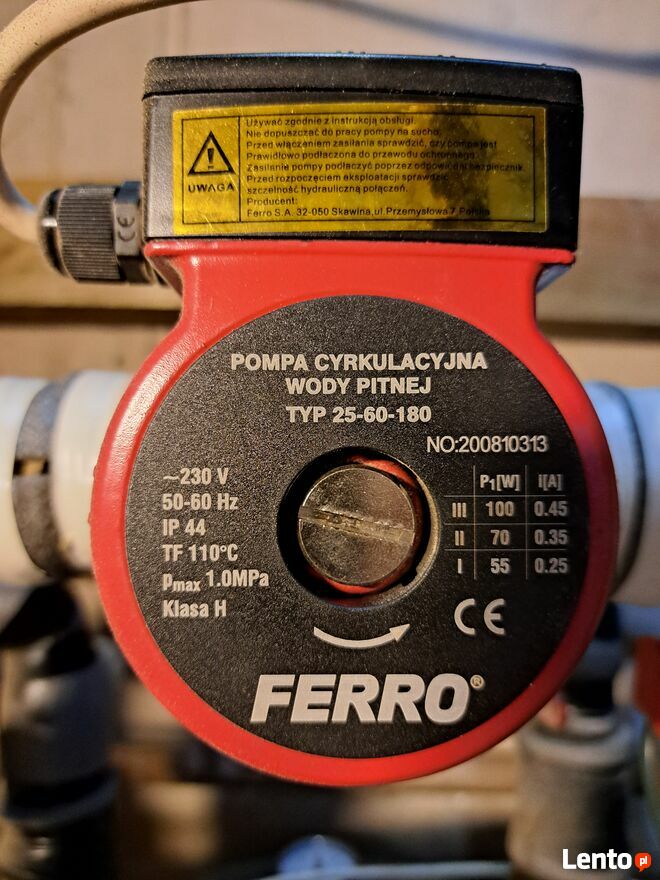 UWAGA
Używać zgodnie z instrukcją obsługi.
Nie dopuszczać do pracy pompy na sucho.
Przed włączeniem zasilania sprawdzić, czy pompa jest
Prawidłowo podłączona do przewodu ochronnego.
Zasilanie pompy podłączyć poprzez odpowiedni bezpiecznik.
Przed rozpoczęciem eksploatacji sprawdzić
szczelność hydrauliczną połączeń.
Producent:
Ferro S.A. 32-050 Skawina,ul.Przemysłowa 7,Polska
CE
POMPA CYRKULACYJNA
WODY PITNEJ
TYP 25-60-180
NO:200810313
~230 V
50-60 Hz
IP 44
TF 110°C
pmax 1.0MPa
Klasa H
P1[W] I[A]
III 100 0.45
II 70 0.35
I 55 0.25
CE
FERRO®
Lento.pl